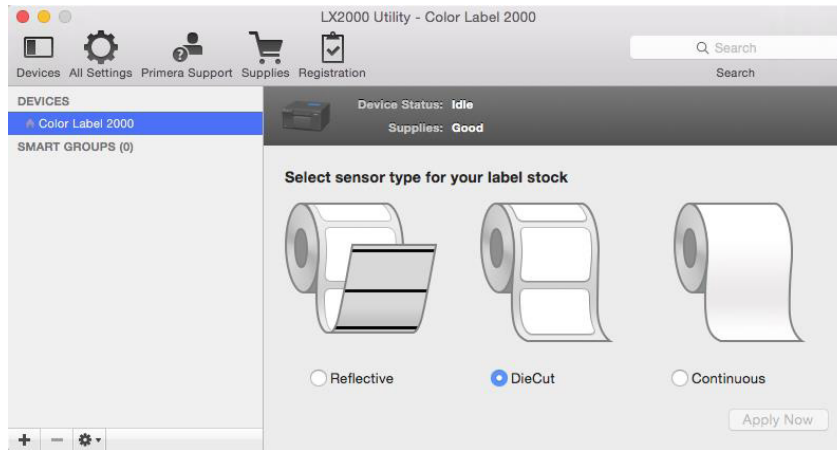 LX2000 Utility - Color Label 2000
Search
Devices All Settings Primera Support Supplies Registration Search
DEVICES
Color Label 2000
SMART GROUPS (0)
Device Status: Idle
Supplies: Good
Select sensor type for your label stock
Reflective DieCut Continuous
Apply Now